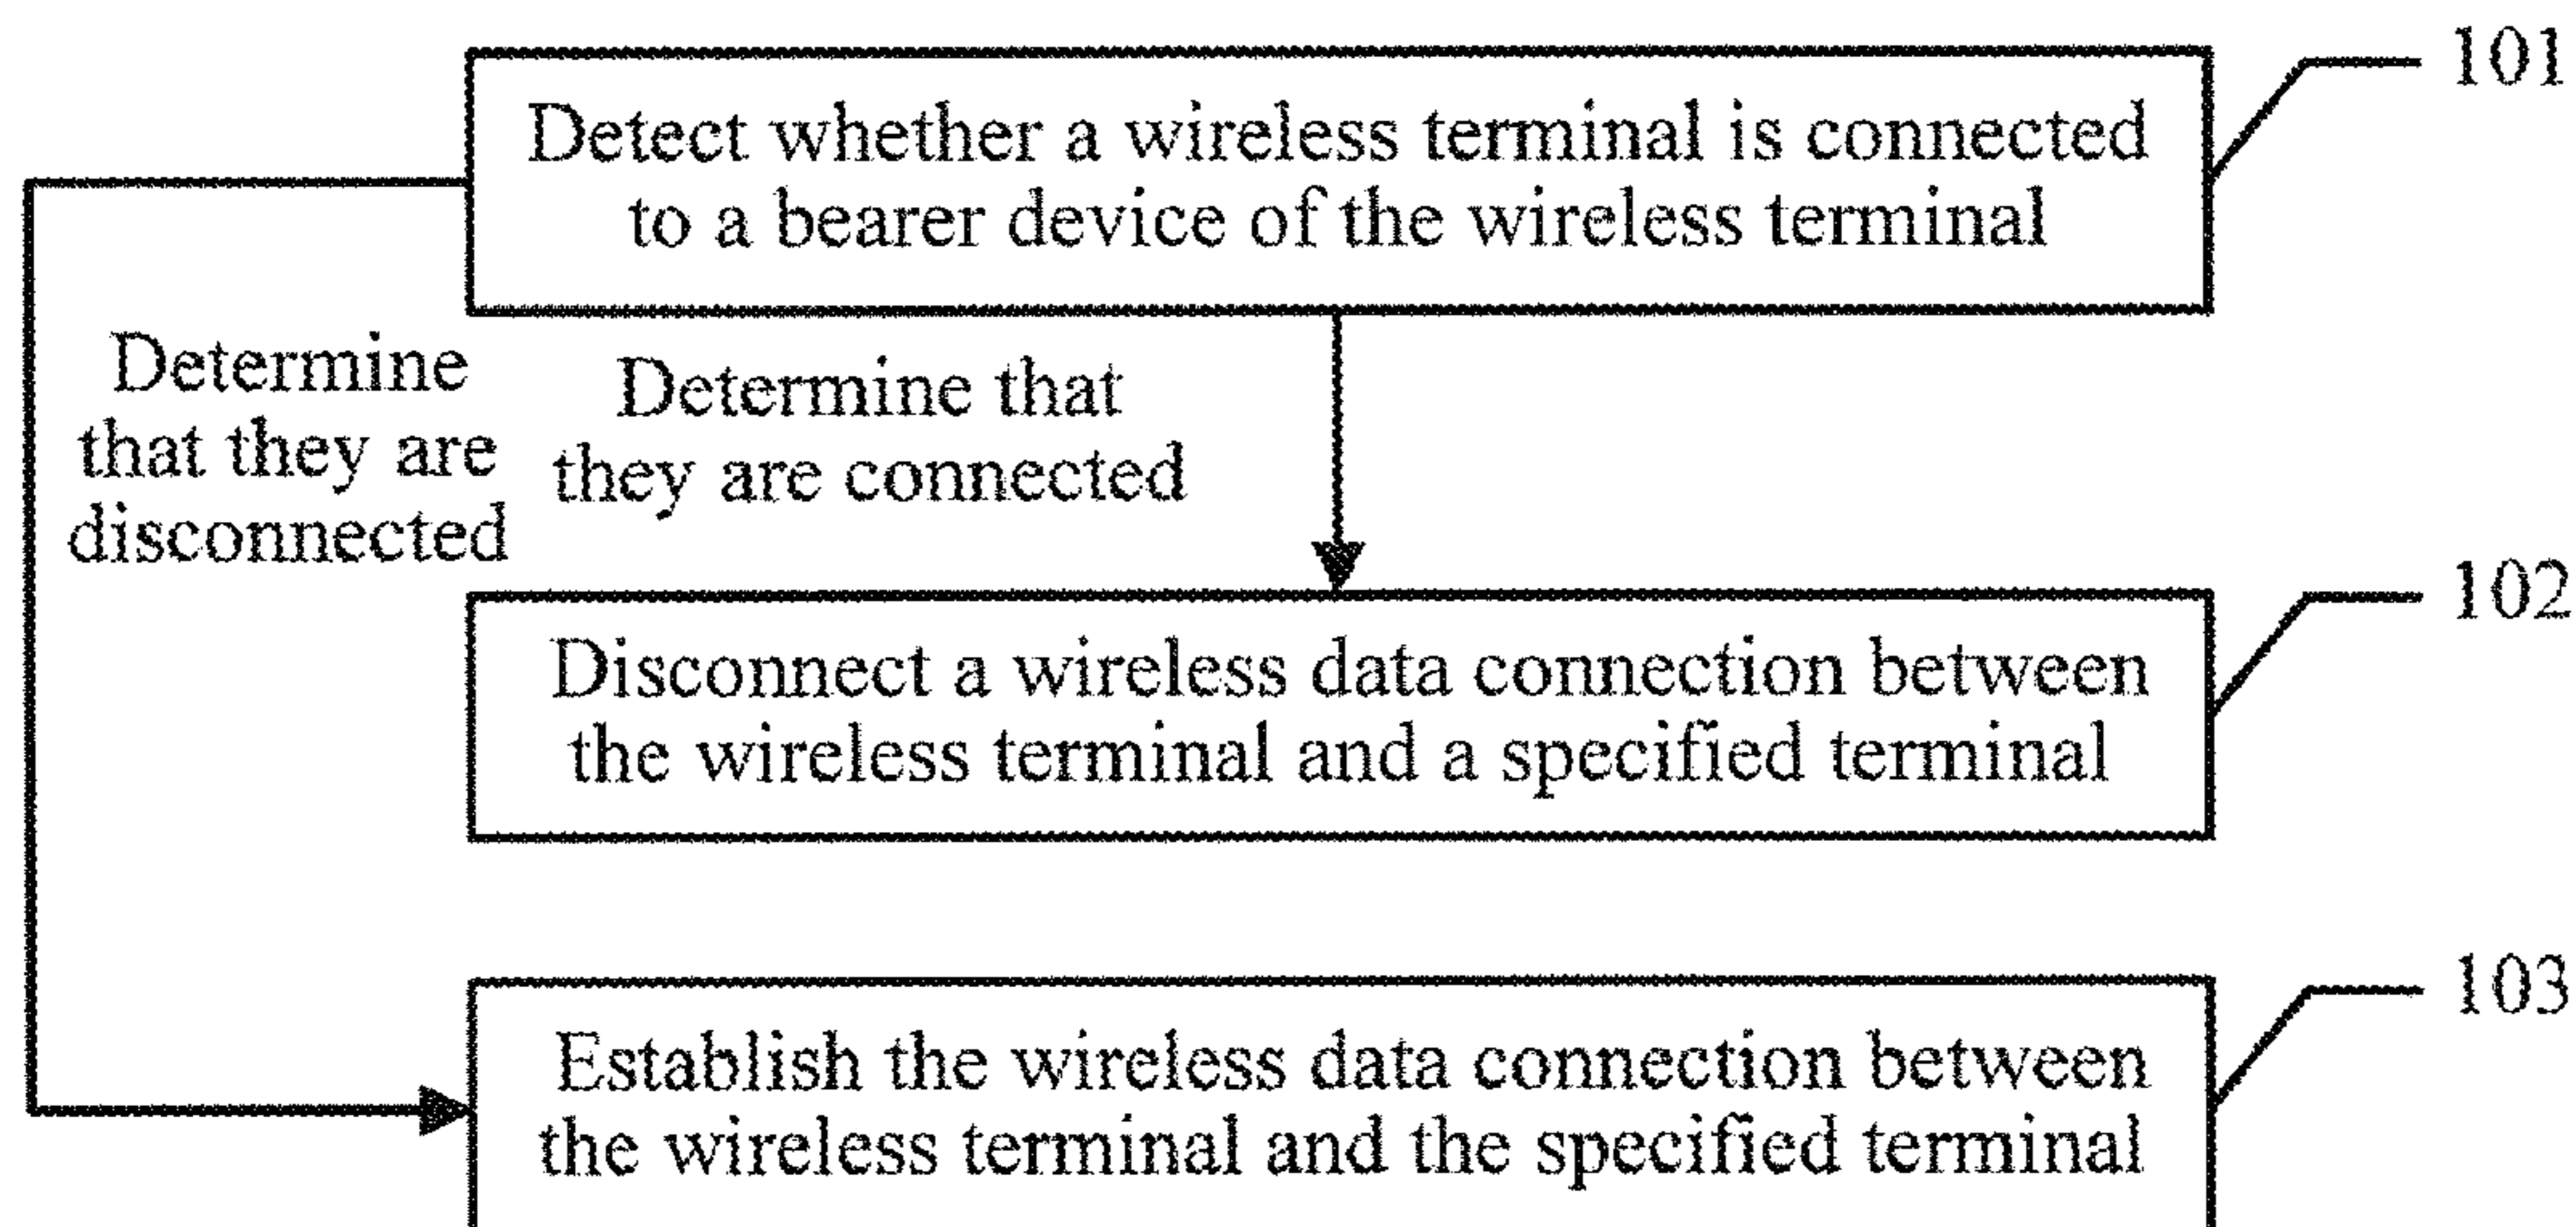 101
Detect whether a wireless terminal is connected
to a bearer device of the wireless terminal
Determine
that they are
disconnected
Determine that
they are connected
102
Disconnect a wireless data connection between
the wireless terminal and a specified terminal
103
Establish the wireless data connection between
the wireless terminal and the specified terminal